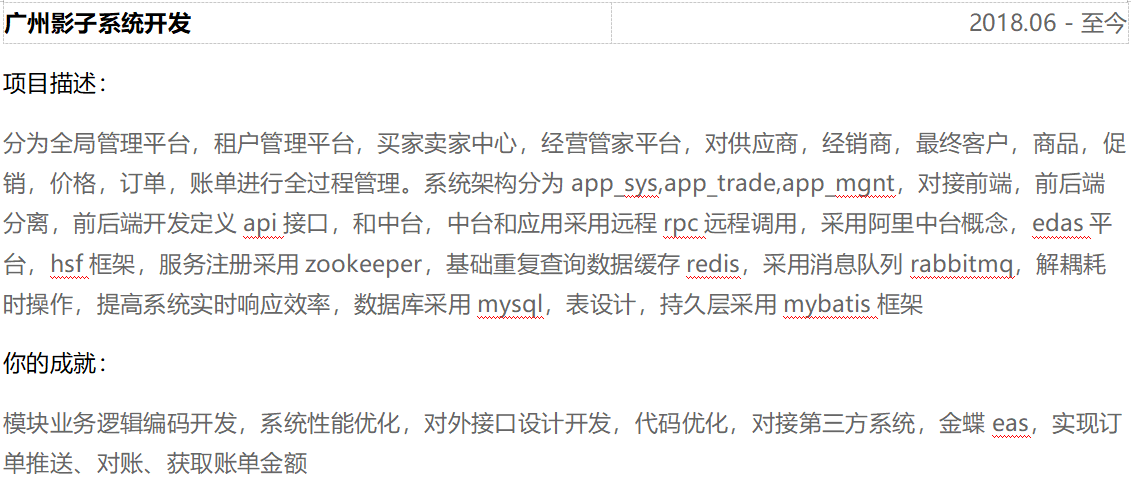 广州影子系统开发 2018.06 - 至今
项目描述：
分为全局管理平台，租户管理平台，买家卖家中心，经营管家平台，对供应商，经销商，最终客户，商品，促
销，价格，订单，账单进行全过程管理。系统架构分为 app_sys,app_trade,app_mgnt，对接前端，前后端
分离，前后端开发定义 api 接口，和中台，中台和应用采用远程 rpc 远程调用，采用阿里中台概念，edas 平
台，hsf 框架，服务注册采用 zookeeper，基础重复查询数据缓存 redis，采用消息队列 rabbitmq，解耦耗
时操作，提高系统实时响应效率，数据库采用 mysql，表设计，持久层采用 mybatis 框架
你的成就：
模块业务逻辑编码开发，系统性能优化，对外接口设计开发，代码优化，对接第三方系统，金蝶 eas，实现订
单推送、对账、获取账单金额